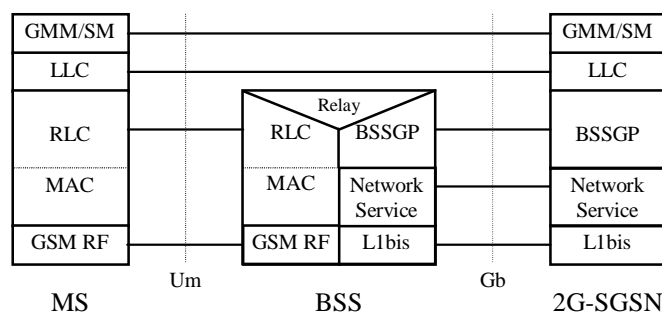 GMM/SM
LLC
RLC
MAC
GSM RF
MS
Um
Relay
RLC
BSSGP
MAC
Network
Service
GSM RF
L1bis
BSS
Gb
GMM/SM
LLC
BSSGP
Network
Service
L1bis
2G-SGSN